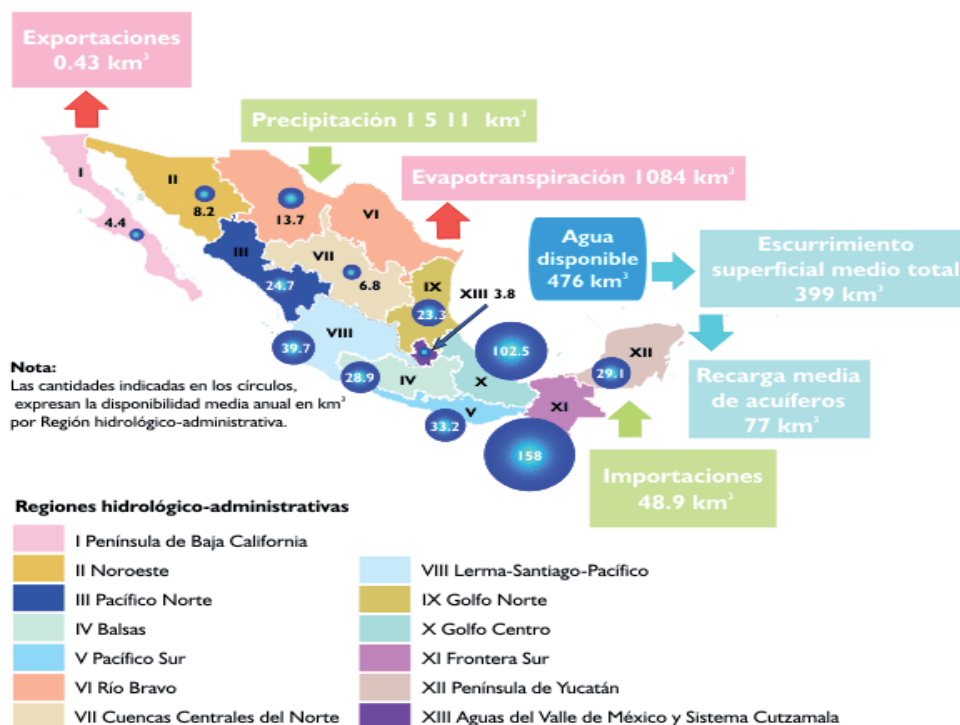 Exportaciones
0.43 km³
Precipitación 1 5 11 km³
Evapotranspiración 1084 km³
Agua
disponible
476 km³
Escurrimiento
superficial medio total
399 km³
I
II
8.2
13.7
VI
4.4
III
VII
24.7
6.8
IX
XIII 3.8
23.3
VIII
39.7
102.5
XII
29.1
28.9
IV
X
XI
V
33.2
158
Recarga media
de acuíferos
77 km³
Importaciones
48.9 km³
Nota:
Las cantidades indicadas en los círculos,
expresan la disponibilidad media anual en km³
por Región hidrológico-administrativa.
Regiones hidrológico-administrativas
I Península de Baja California
II Noroeste
III Pacífico Norte
IV Balsas
V Pacífico Sur
VI Río Bravo
VII Cuencas Centrales del Norte
VIII Lerma-Santiago-Pacífico
IX Golfo Norte
X Golfo Centro
XI Frontera Sur
XII Península de Yucatán
XIII Aguas del Valle de México y Sistema Cutzamala